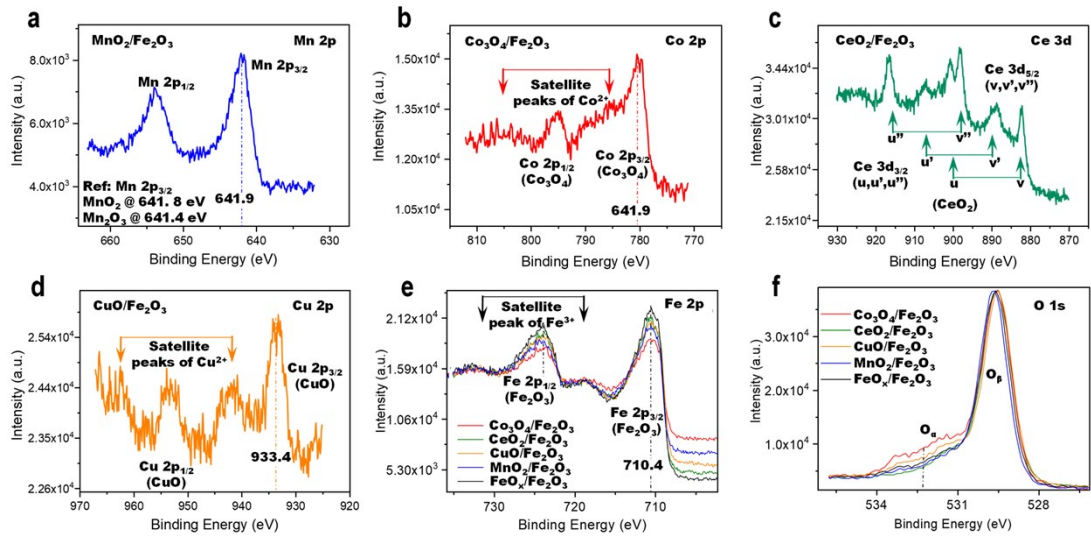 a
MnO₂/Fe₂O₃
Mn 2p
Mn 2p₃/₂
Mn 2p₁/₂
Ref: Mn 2p₃/₂
MnO₂ @ 641. 8 eV
Mn₂O₃ @ 641.4 eV
641.9
8.0x10³
6.0x10³
4.0x10³
Intensity (a.u.)
660
650
640
630
Binding Energy (eV)
b
Co₃O₄/Fe₂O₃
Co 2p
Satellite
peaks of Co²⁺
Co 2p₁/₂
(Co₃O₄)
Co 2p₃/₂
(Co₃O₄)
641.9
1.50x10⁴
1.35x10⁴
1.20x10⁴
1.05x10⁴
Intensity (a.u.)
810
800
790
780
770
Binding Energy (eV)
c
CeO₂/Fe₂O₃
Ce 3d
Ce 3d₅/₂
(v,v',v'')
u''
v''
u'
v'
u
v
Ce 3d₃/₂
(u,u',u'')
(CeO₂)
3.44x10⁴
3.01x10⁴
2.58x10⁴
2.15x10⁴
Intensity (a.u.)
930
920
910
900
890
880
870
Binding Energy (eV)
d
CuO/Fe₂O₃
Cu 2p
Satellite
peaks of Cu²⁺
Cu 2p₃/₂
(CuO)
Cu 2p₁/₂
(CuO)
933.4
2.54x10⁴
2.44x10⁴
2.35x10⁴
2.26x10⁴
Intensity (a.u.)
970
960
950
940
930
920
Binding Energy (eV)
e
Fe 2p
Satellite
peak of Fe³⁺
Fe 2p₁/₂
(Fe₂O₃)
Fe 2p₃/₂
(Fe₂O₃)
Co₃O₄/Fe₂O₃
CeO₂/Fe₂O₃
CuO/Fe₂O₃
MnO₂/Fe₂O₃
FeOₓ/Fe₂O₃
710.4
2.12x10⁴
1.59x10⁴
1.06x10⁴
5.30x10³
Intensity (a.u.)
730
720
710
Binding Energy (eV)
f
O 1s
Co₃O₄/Fe₂O₃
CeO₂/Fe₂O₃
CuO/Fe₂O₃
MnO₂/Fe₂O₃
FeOₓ/Fe₂O₃
Oβ
Oα
3.0x10⁴
2.0x10⁴
1.0x10⁴
Intensity (a.u.)
534
531
528
Binding Energy (eV)